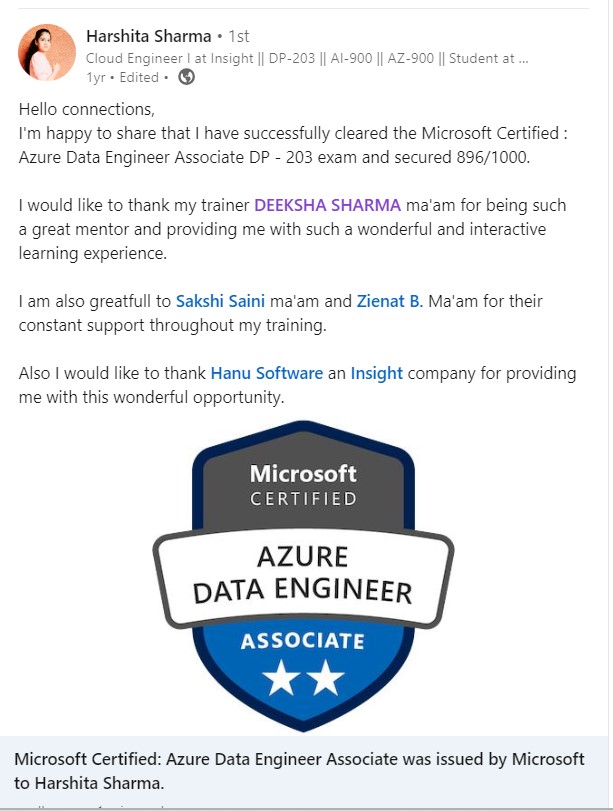 Harshita Sharma • 1st
Cloud Engineer I at Insight || DP-203 || AI-900 || AZ-900 || Student at ...
1yr • Edited •
Hello connections,
I'm happy to share that I have successfully cleared the Microsoft Certified :
Azure Data Engineer Associate DP - 203 exam and secured 896/1000.
I would like to thank my trainer DEEKSHA SHARMA ma'am for being such
a great mentor and providing me with such a wonderful and interactive
learning experience.
I am also greatfull to Sakshi Saini ma'am and Zienat B. Ma'am for their
constant support throughout my training.
Also I would like to thank Hanu Software an Insight company for providing
me with this wonderful opportunity.
Microsoft
CERTIFIED
AZURE
DATA ENGINEER
ASSOCIATE
Microsoft Certified: Azure Data Engineer Associate was issued by Microsoft
to Harshita Sharma.